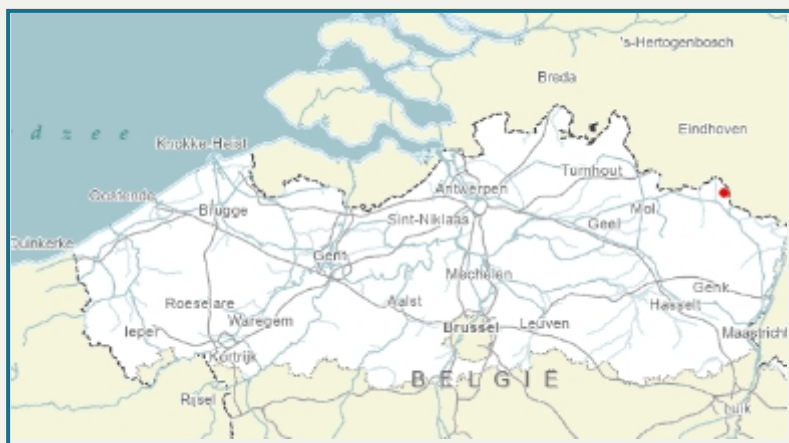 's-Hertogenbosch
Breda
Eindhoven
d z e e
Knokke-Heist
Turnhout
Antwerpen
Oostende
Brugge
Sint-Niklaas
Mol
Geel
Duinkerke
Gent
Mechelen
Genk
Roeselare
Aalst
Hasselt
Ieper
Waregem
Brussel
Leuven
Maastricht
Kortrijk
BELGIË
Rijsel
Luik